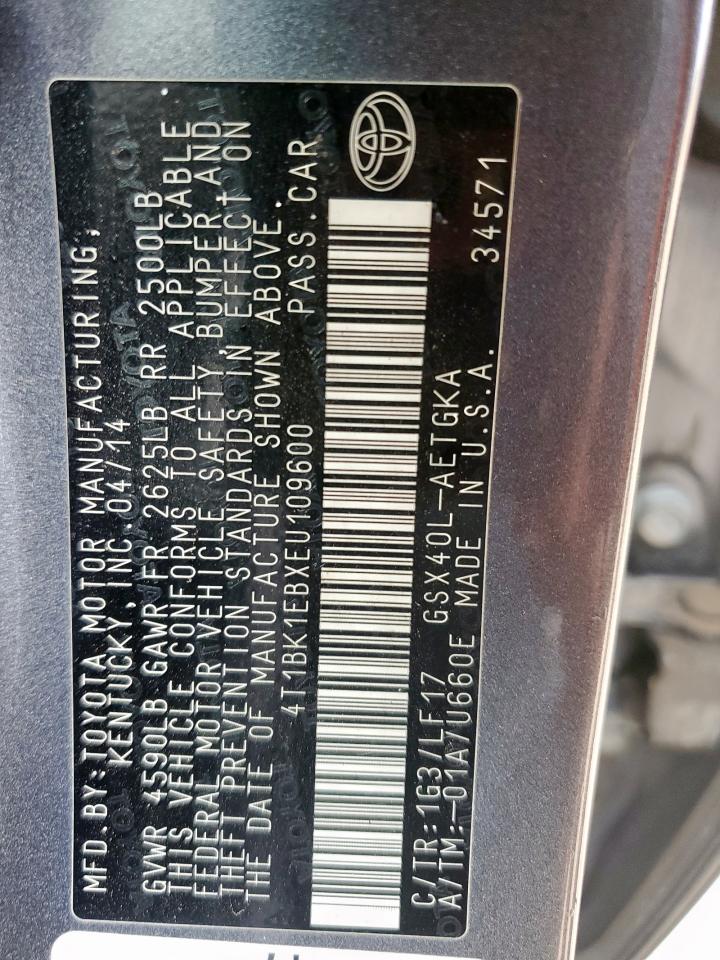 MFD.BY:TOYOTA MOTOR MANUFACTURING,
KENTUCKY,INC.04/14
GVWR 4590LB GAWR FR 2625LB RR 2500LB
THIS VEHICLE CONFORMS TO ALL APPLICABLE
FEDERAL MOTOR VEHICLE SAFETY,BUMPER,AND
THEFT PREVENTION STANDARDS IN EFFECT ON
THE DATE OF MANUFACTURE SHOWN ABOVE.
4T1BK1EBXEU109600 PASS.CAR
C/TR:1G3/LF17 GSX40L-AETGKA
A/TM:-01A/U660E MADE IN U.S.A. 34571